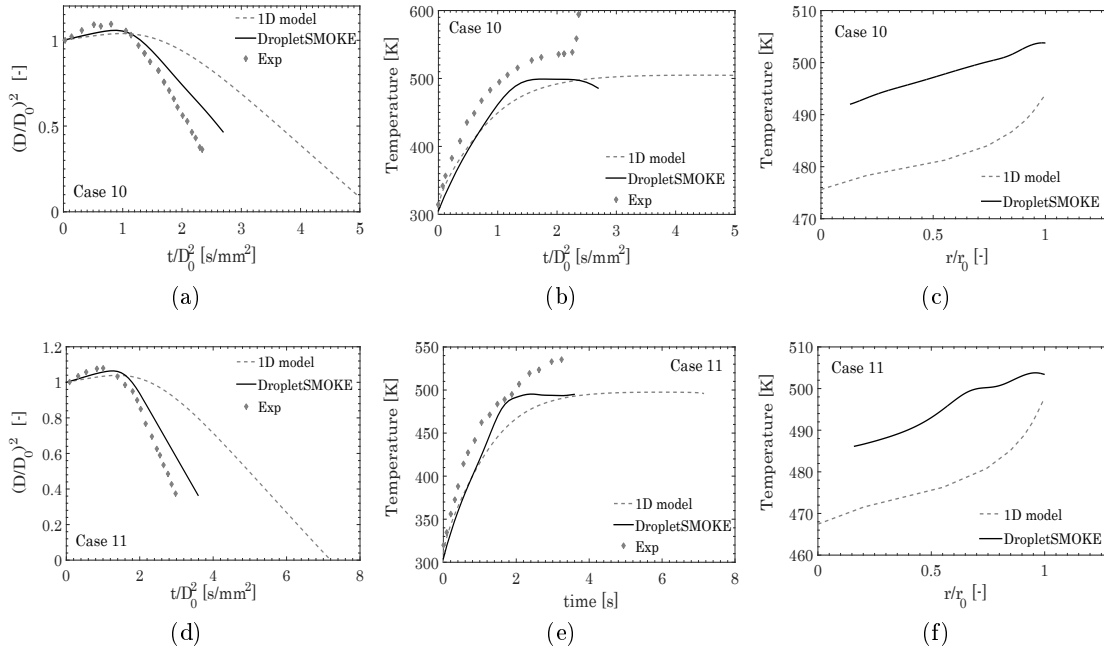 1
0.5
0
(D/D₀)² [-]
1D model
DropletSMOKE
Exp
Case 10
0 1 2 3 4 5
t/D₀² [s/mm²]
(a)
600
500
400
300
Temperature [K]
Case 10
1D model
DropletSMOKE
Exp
0 1 2 3 4 5
t/D₀² [s/mm²]
(b)
510
500
490
480
470
Temperature [K]
Case 10
1D model
DropletSMOKE
0 0.5 1
r/r₀ [-]
(c)
1.2
1
0.8
0.6
0.4
0.2
0
(D/D₀)² [-]
1D model
DropletSMOKE
Exp
Case 11
0 2 4 6 8
t/D₀² [s/mm²]
(d)
550
500
450
400
350
300
Temperature [K]
Case 11
1D model
DropletSMOKE
Exp
0 2 4 6 8
time [s]
(e)
510
500
490
480
470
460
Temperature [K]
Case 11
1D model
DropletSMOKE
0 0.5 1
r/r₀ [-]
(f)